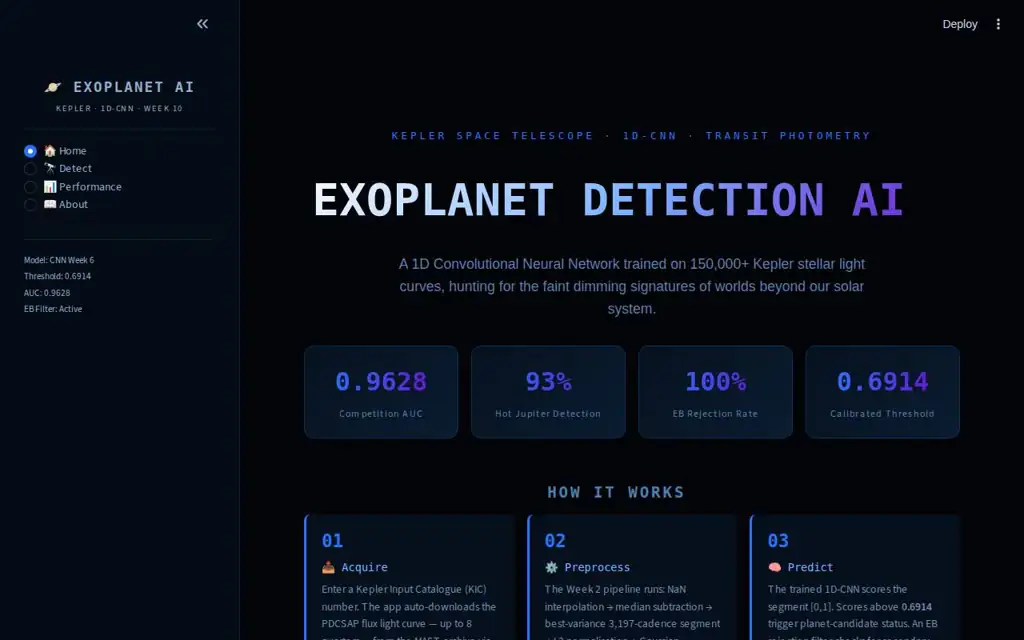 Deploy
EXOPLANET AI
KEPLER · 1D-CNN · WEEK 10
Home
Detect
Performance
About
Model: CNN Week 6
Threshold: 0.6914
AUC: 0.9628
EB Filter: Active
KEPLER SPACE TELESCOPE · 1D-CNN · TRANSIT PHOTOMETRY
EXOPLANET DETECTION AI
A 1D Convolutional Neural Network trained on 150,000+ Kepler stellar light
curves, hunting for the faint dimming signatures of worlds beyond our solar
system.
0.9628
Competition AUC
93%
Hot Jupiter Detection
100%
EB Rejection Rate
0.6914
Calibrated Threshold
HOW IT WORKS
01
Acquire
Enter a Kepler Input Catalogue (KIC)
number. The app auto-downloads the
PDCSAP flux light curve — up to 8
02
Preprocess
The Week 2 pipeline runs: NaN
interpolation → median subtraction →
best-variance 3,197-cadence segment
03
Predict
The trained 1D-CNN scores the
segment [0,1]. Scores above 0.6914
trigger planet-candidate status. An EB